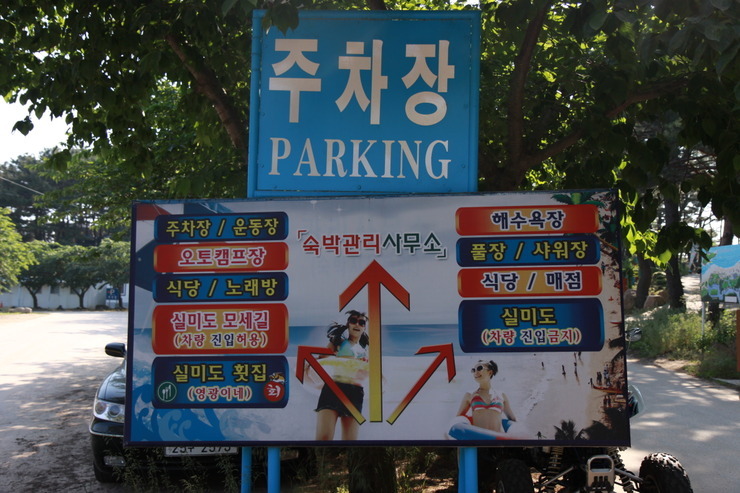 주차장
PARKING
「숙박관리사무소」
주차장 / 운동장
오토캠프장
식당 / 노래방
실미도 모세길
(차량 진입허용)
실미도 횟집
(영광이네)
회
해수욕장
풀장 / 샤워장
식당 / 매점
실미도
(차량 진입금지)